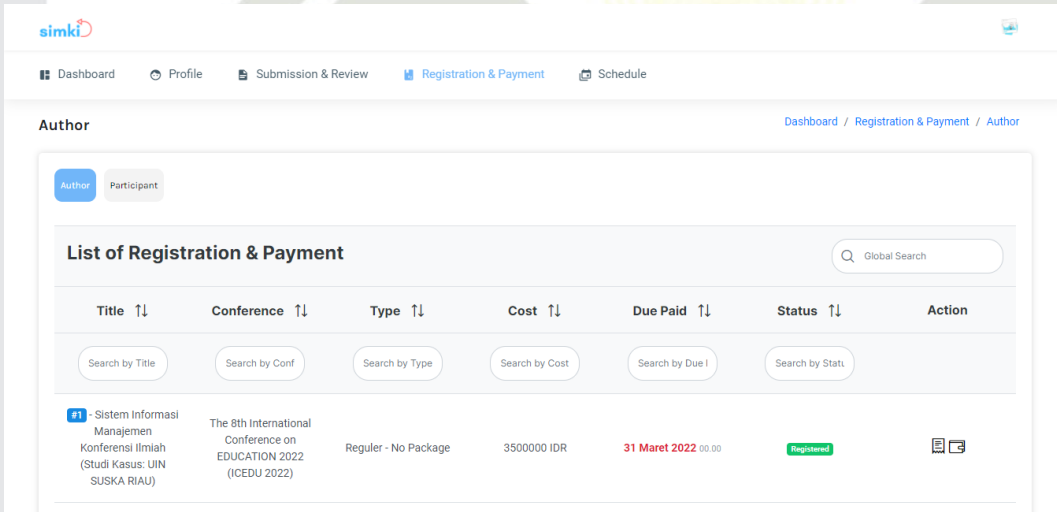 simki
Dashboard Profile Submission & Review Registration & Payment Schedule
Author Dashboard / Registration & Payment / Author
Author Participant
List of Registration & Payment Global Search
Title Conference Type Cost Due Paid Status Action
Search by Title Search by Conf Search by Type Search by Cost Search by Due Search by Statu
#1 - Sistem Informasi
Manajemen
Konferensi Ilmiah
(Studi Kasus: UIN
SUSKA RIAU)
The 8th International
Conference on
EDUCATION 2022
(ICEDU 2022)
Reguler - No Package
3500000 IDR
31 Maret 2022 00.00
Registered